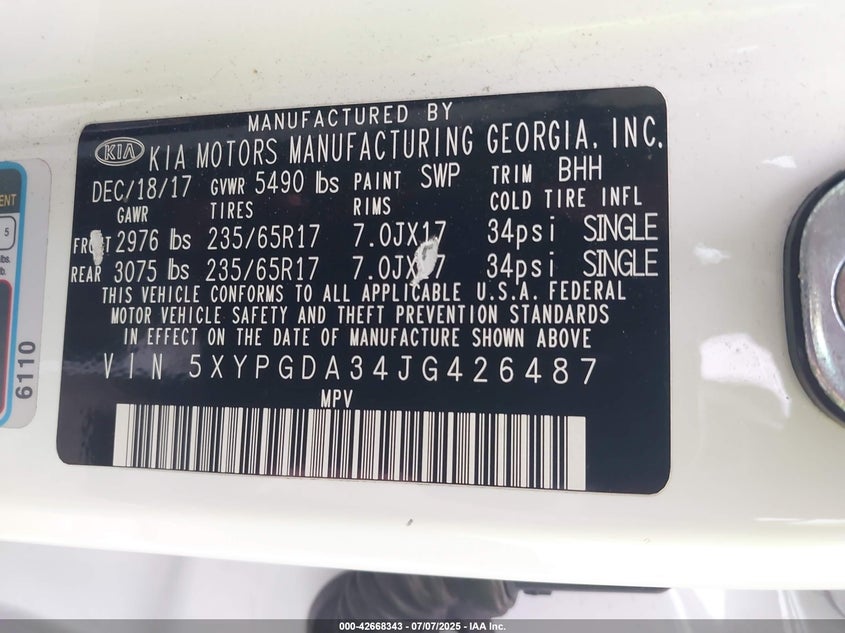 MANUFACTURED BY
KIA KIA MOTORS MANUFACTURING GEORGIA, INC.
DEC/18/17 GVWR 5490 lbs PAINT SWP TRIM BHH
GAWR TIRES RIMS COLD TIRE INFL
2976 lbs 235/65R17 7.0JX17 34psi SINGLE
REAR 3075 lbs 235/65R17 34psi SINGLE
THIS VEHICLE CONFORMS TO ALL APPLICABLE U.S.A. FEDERAL
MOTOR VEHICLE SAFETY AND THEFT PREVENTION STANDARDS
IN EFFECT ON THE DATE OF MANUFACTURE SHOWN ABOVE
VIN 5XYPGDA34JG426487
MPV
5
6110
000-42668343 / 07/07/2025 - IAA Inc.